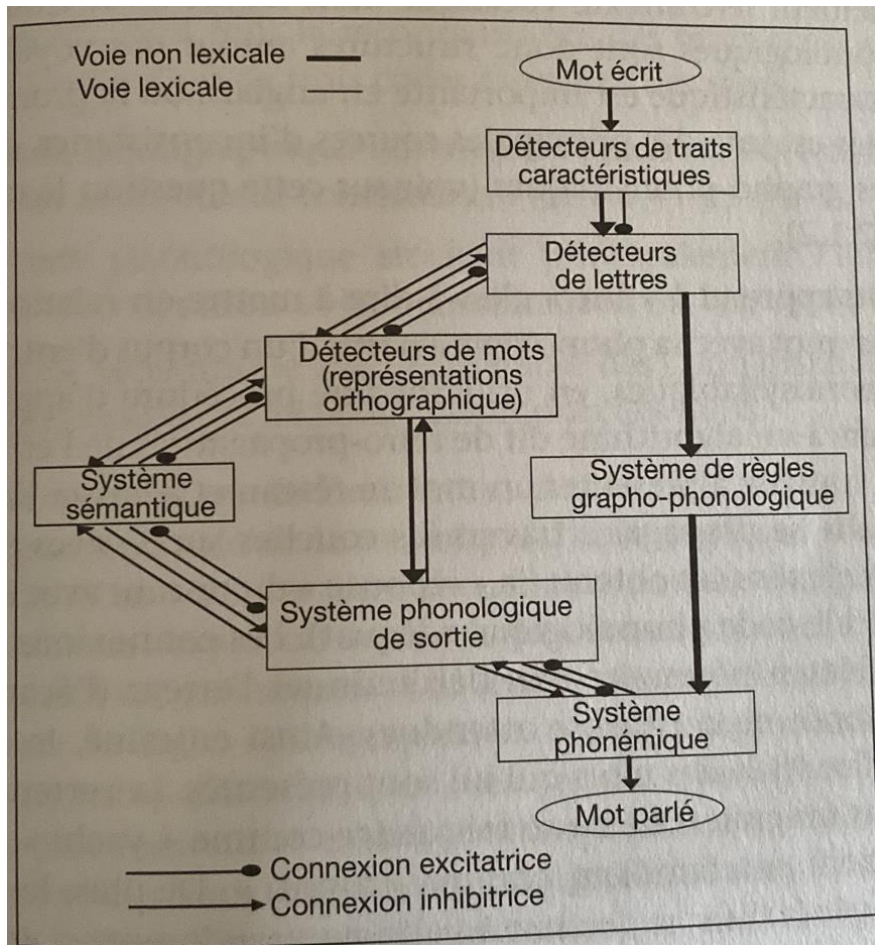 Voie non lexicale
Voie lexicale
Mot écrit
Détecteurs de traits
caractéristiques
Détecteurs
de lettres
Détecteurs de mots
(représentations
orthographique)
Système
sémantique
Système de règles
grapho-phonologique
Système phonologique
de sortie
Système
phonémique
Mot parlé
Connexion excitatrice
Connexion inhibitrice